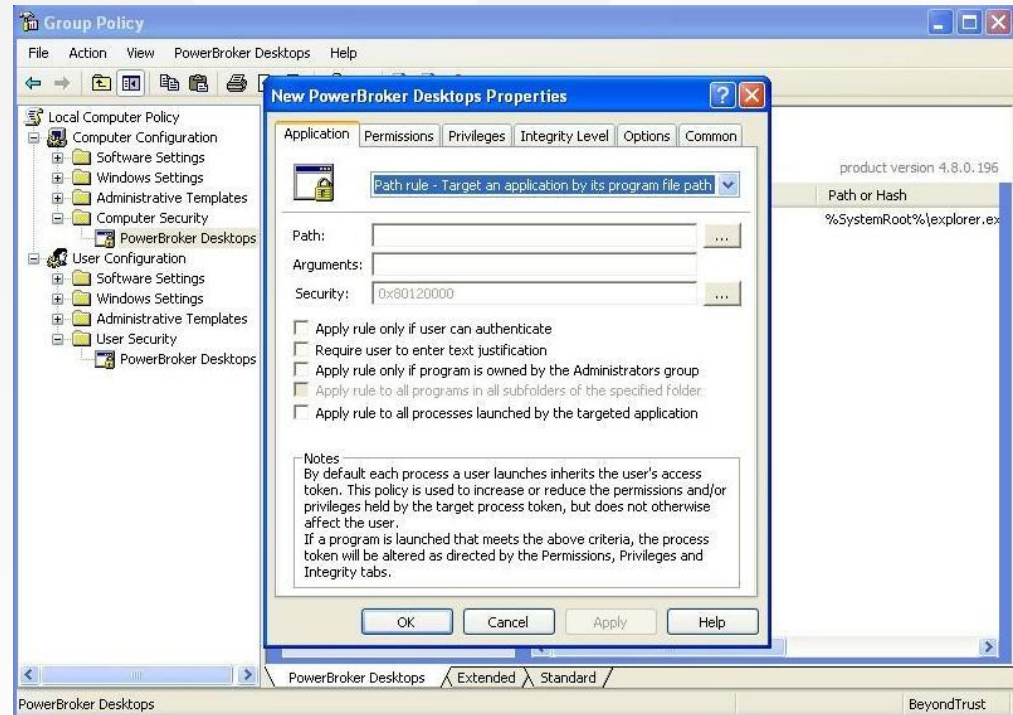 Group Policy
File Action View PowerBroker Desktops Help
Local Computer Policy
Computer Configuration
Software Settings
Windows Settings
Administrative Templates
Computer Security
PowerBroker Desktops
User Configuration
Software Settings
Windows Settings
Administrative Templates
User Security
PowerBroker Desktops
product version 4.8.0.196
Path or Hash
%SystemRoot%\explorer.ex
New PowerBroker Desktops Properties
Application Permissions Privileges Integrity Level Options Common
Path rule - Target an application by its program file path
Path:
...
Arguments:
Security: 0x80120000
...
Apply rule only if user can authenticate
Require user to enter text justification
Apply rule only if program is owned by the Administrators group
Apply rule to all programs in all subfolders of the specified folder
Apply rule to all processes launched by the targeted application
Notes
By default each process a user launches inherits the user's access
token. This policy is used to increase or reduce the permissions and/or
privileges held by the target process token, but does not otherwise
affect the user.
If a program is launched that meets the above criteria, the process
token will be altered as directed by the Permissions, Privileges and
Integrity tabs.
OK Cancel Apply Help
PowerBroker Desktops Extended Standard
PowerBroker Desktops BeyondTrust